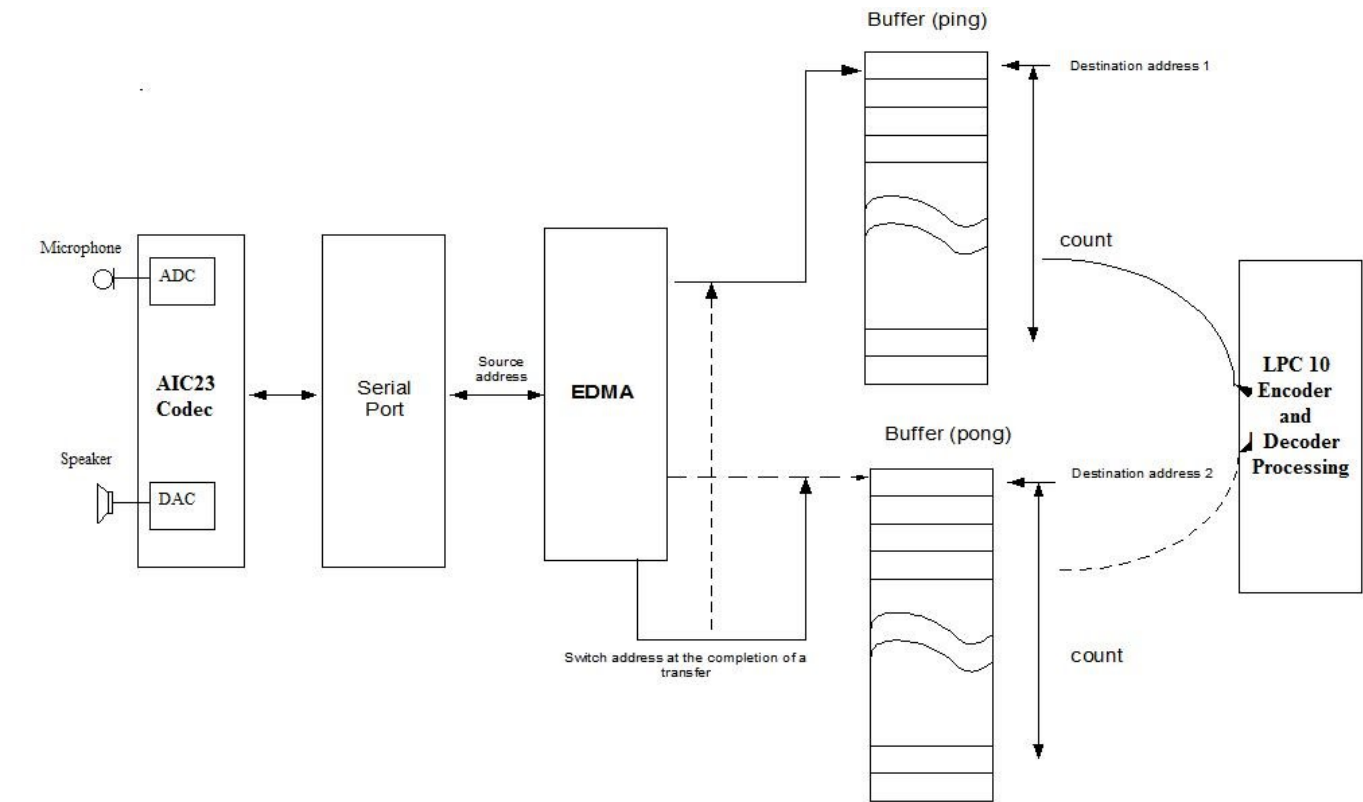 Buffer (ping)
Destination address 1
count
Microphone
ADC
AIC23
Codec
Speaker
DAC
Serial
Port
Source
address
EDMA
Switch address at the completion of a
transfer
Buffer (pong)
Destination address 2
count
LPC 10
Encoder
and
Decoder
Processing